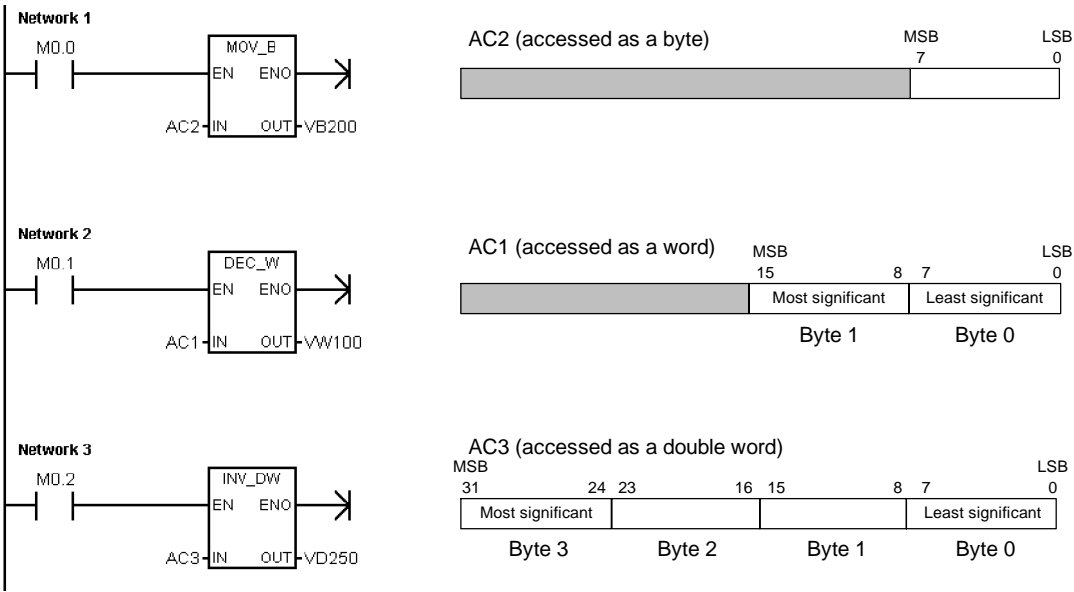 Network 1
M0.0
MOV_B
EN ENO
AC2 IN OUT VB200
AC2 (accessed as a byte)
MSB LSB
7 0
Network 2
M0.1
DEC_W
EN ENO
AC1 IN OUT VW100
AC1 (accessed as a word)
MSB LSB
15 8 7 0
Most significant Least significant
Byte 1 Byte 0
Network 3
M0.2
INV_DW
EN ENO
AC3 IN OUT VD250
AC3 (accessed as a double word)
MSB LSB
31 24 23 16 15 8 7 0
Most significant Least significant
Byte 3 Byte 2 Byte 1 Byte 0